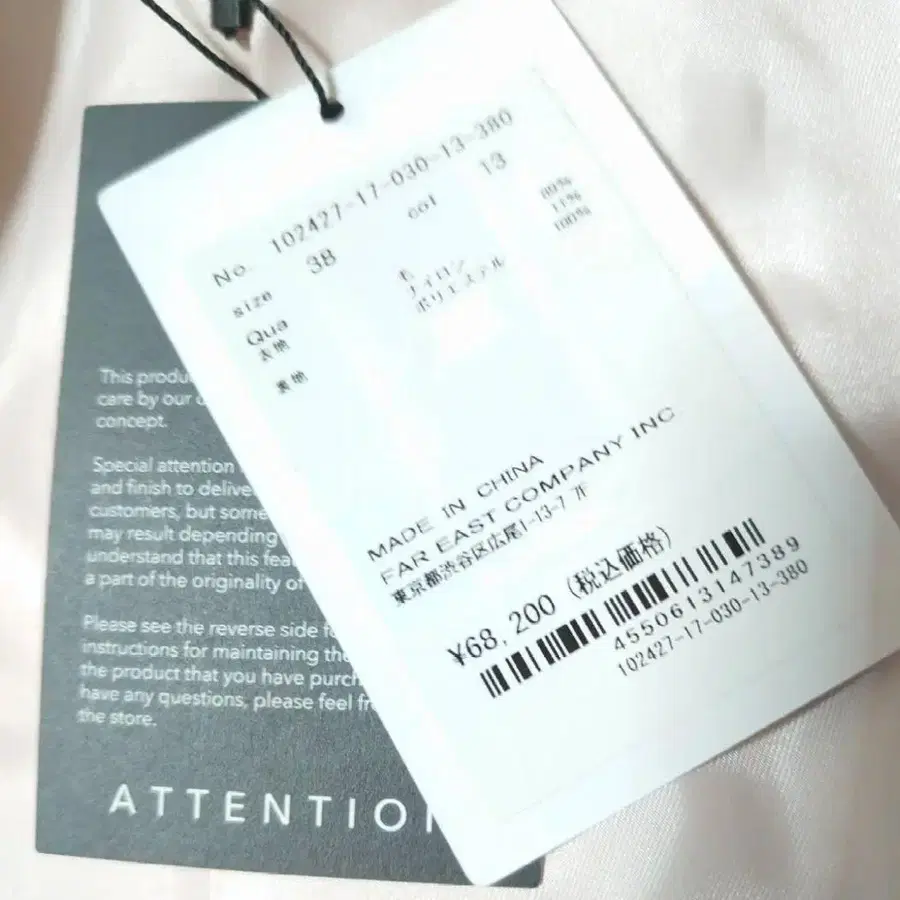 No. 102427-17-030-13-380
size 38 col 13
Qua
表地 毛 89%
ナイロン 11%
裏地 ポリエステル 100%
MADE IN CHINA
FAR EAST COMPANY INC
東京都渋谷区広尾1-13-7 7F
¥68,200 (税込価格)
4550613147389
102427-17-030-13-380
This produ
care by our
concept.
Special attention
and finish to delive
customers, but some
may result depending
understand that this fea
a part of the originality of
Please see the reverse side f
instructions for maintaining the
the product that you have purch
have any questions, please feel fr
the store.
ATTENTION